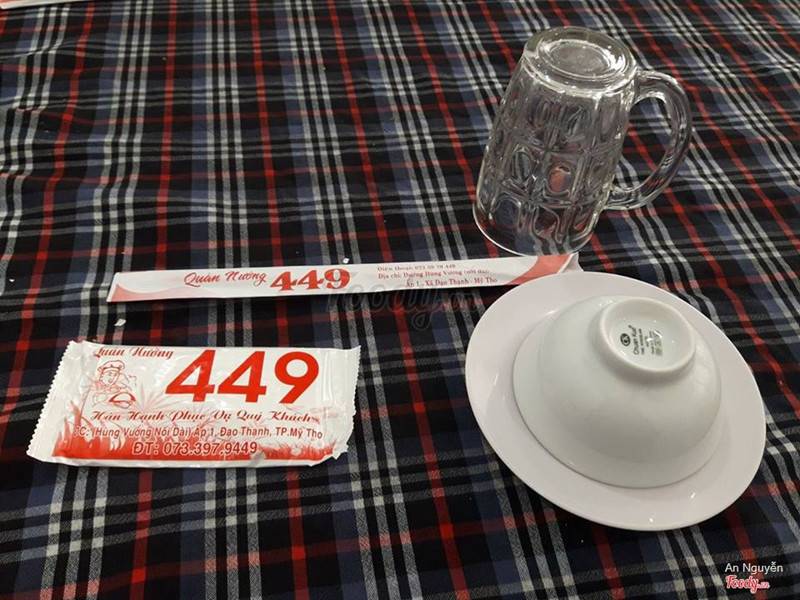 Quán Nướng 449
Điện thoại: 073 39 79 449
Địa chỉ: Đường Hùng Vương (nối dài)
Ấp 1 - Xã Đạo Thạnh - Mỹ Tho
Quán Nướng
449
Hân Hạnh Phục Vụ Quý Khách
ĐC: (Hùng Vương Nối Dài) Ấp 1, Đạo Thạnh, TP.Mỹ Tho
ĐT: 073.397.9449
Foody.vn
An Nguyễn
Foody.vn